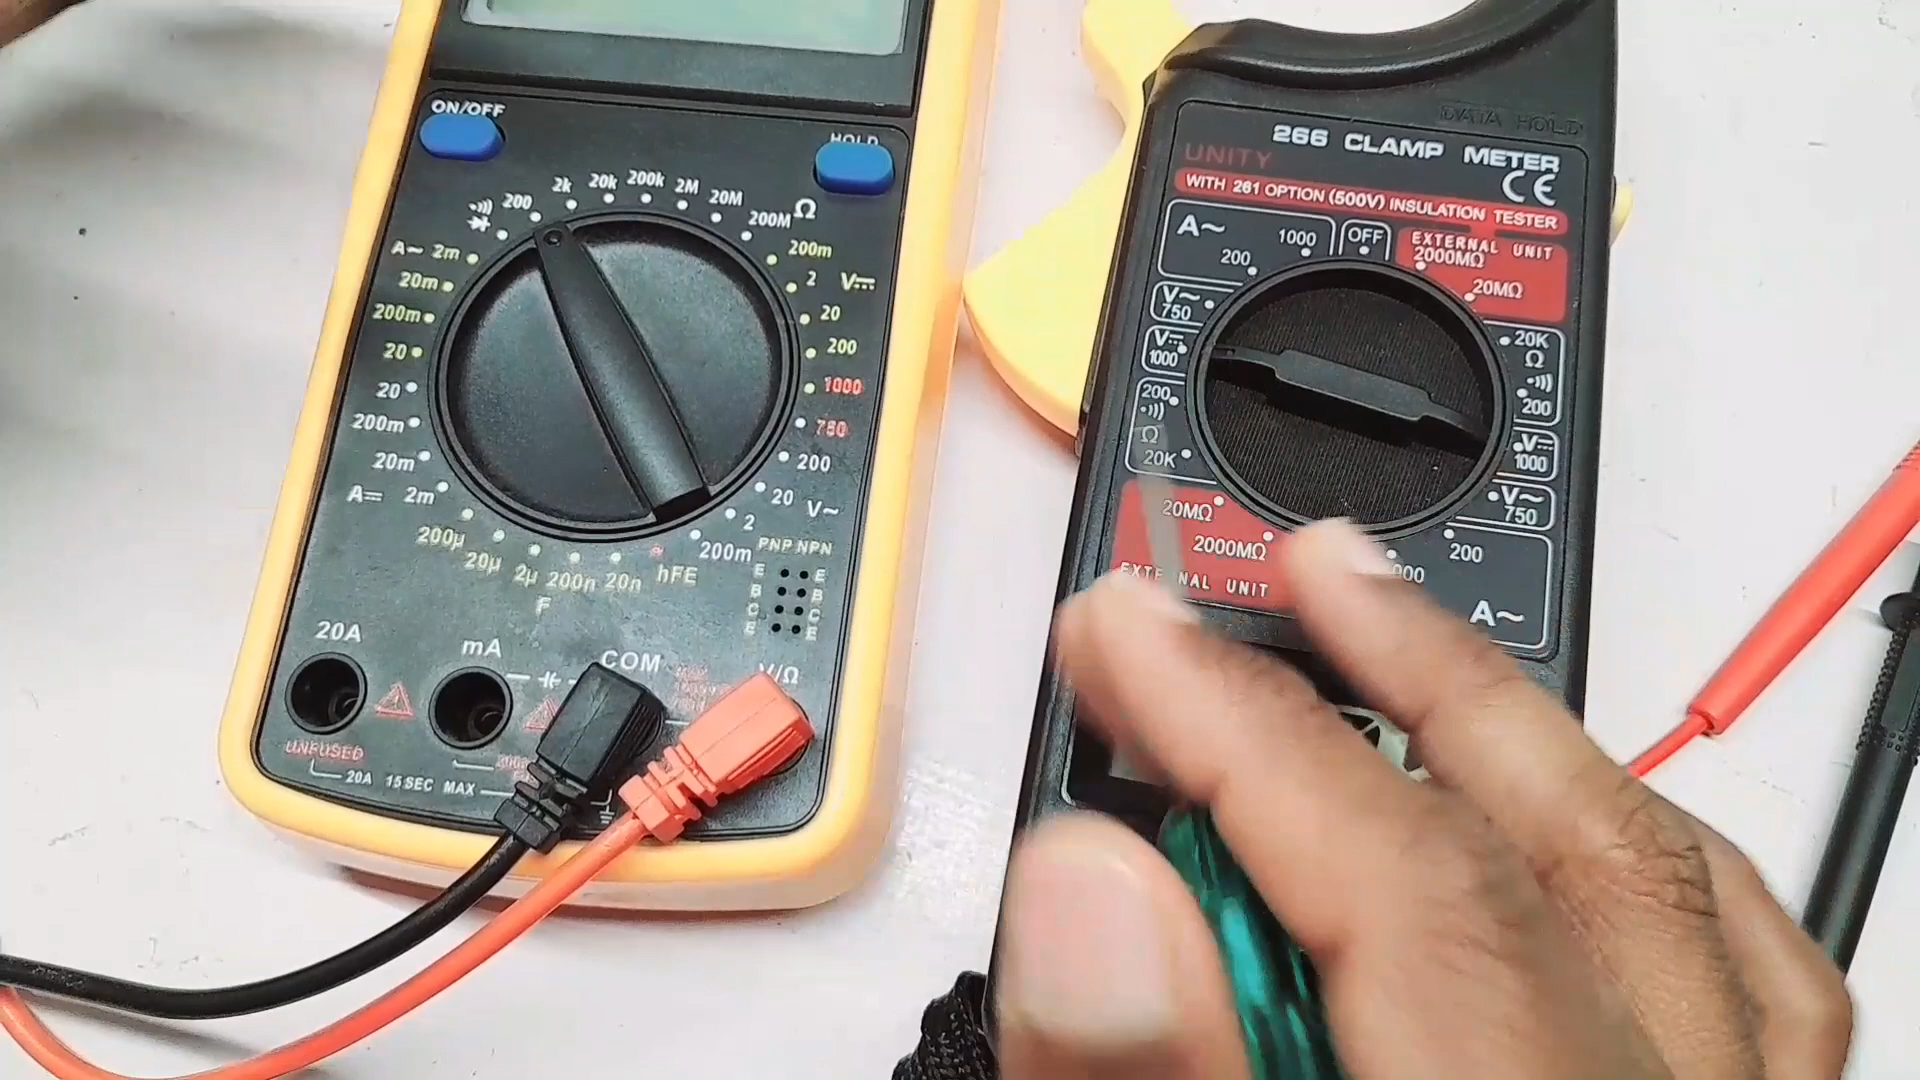 ON/OFF
HOLD
200
2k
20k
200k
2M
20M
200M
Ω
A~ 2m
20m
200m
20
20
200m
20m
A⎓ 2m
200m
2 V⎓
20
200
1000
750
200
20 V~
2
200m
200µ
20µ
2µ
200n
20n
hFE
F
PNP NPN
E E
B B
C C
E E
20A
mA
COM
V/Ω
UNFUSED
20A 15 SEC MAX
DATA HOLD
266 CLAMP METER
UNITY
CE
WITH 261 OPTION (500V) INSULATION TESTER
A~
1000
200
OFF
EXTERNAL UNIT
2000MΩ
20MΩ
V~
750
V⎓
1000
200
Ω
20K
20K
Ω
200
V⎓
1000
V~
750
20MΩ
2000MΩ
UNIT
200
A~